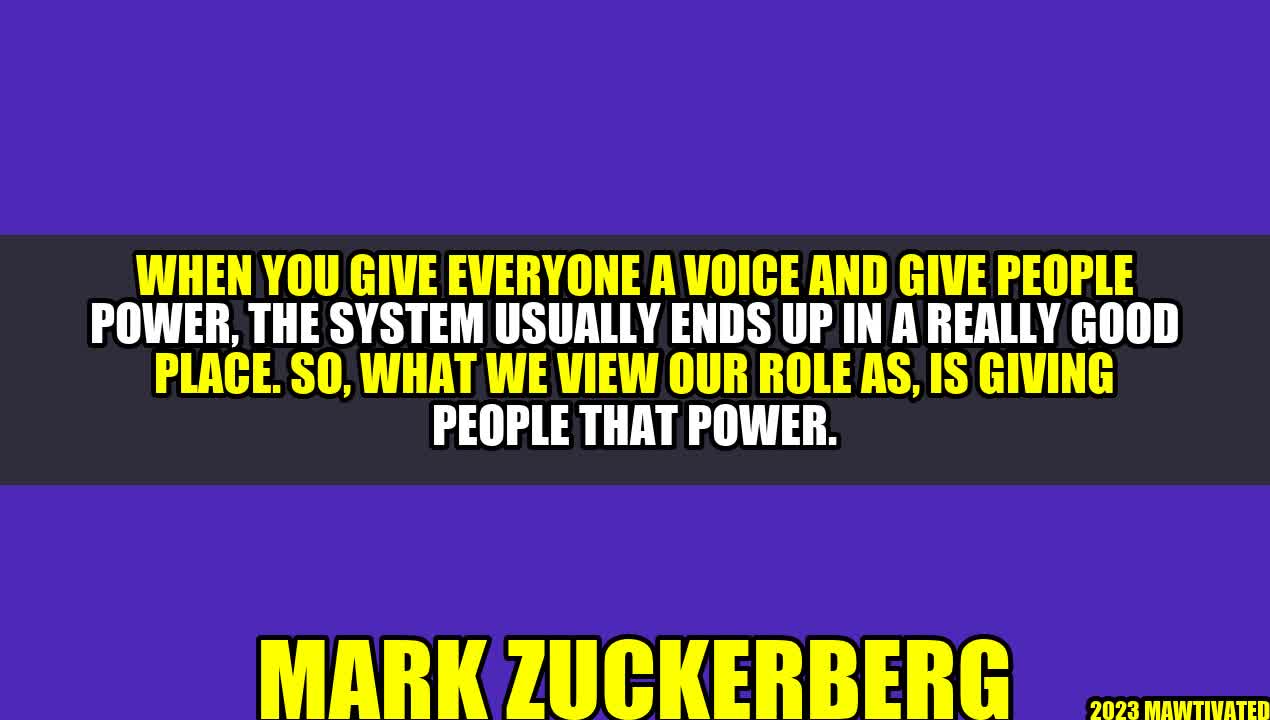 WHEN YOU GIVE EVERYONE A VOICE AND GIVE PEOPLE
POWER, THE SYSTEM USUALLY ENDS UP IN A REALLY GOOD
PLACE. SO, WHAT WE VIEW OUR ROLE AS, IS GIVING
PEOPLE THAT POWER.
MARK ZUCKERBERG
2023 MAWTIVATED